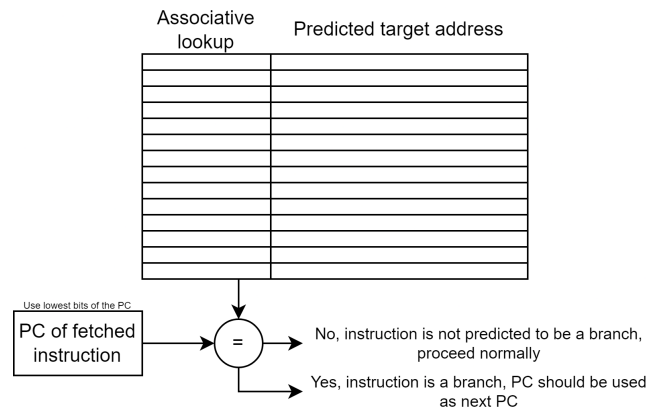 Associative
lookup
Predicted target address
Use lowest bits of the PC
PC of fetched
instruction
=
No, instruction is not predicted to be a branch,
proceed normally
Yes, instruction is a branch, PC should be used
as next PC